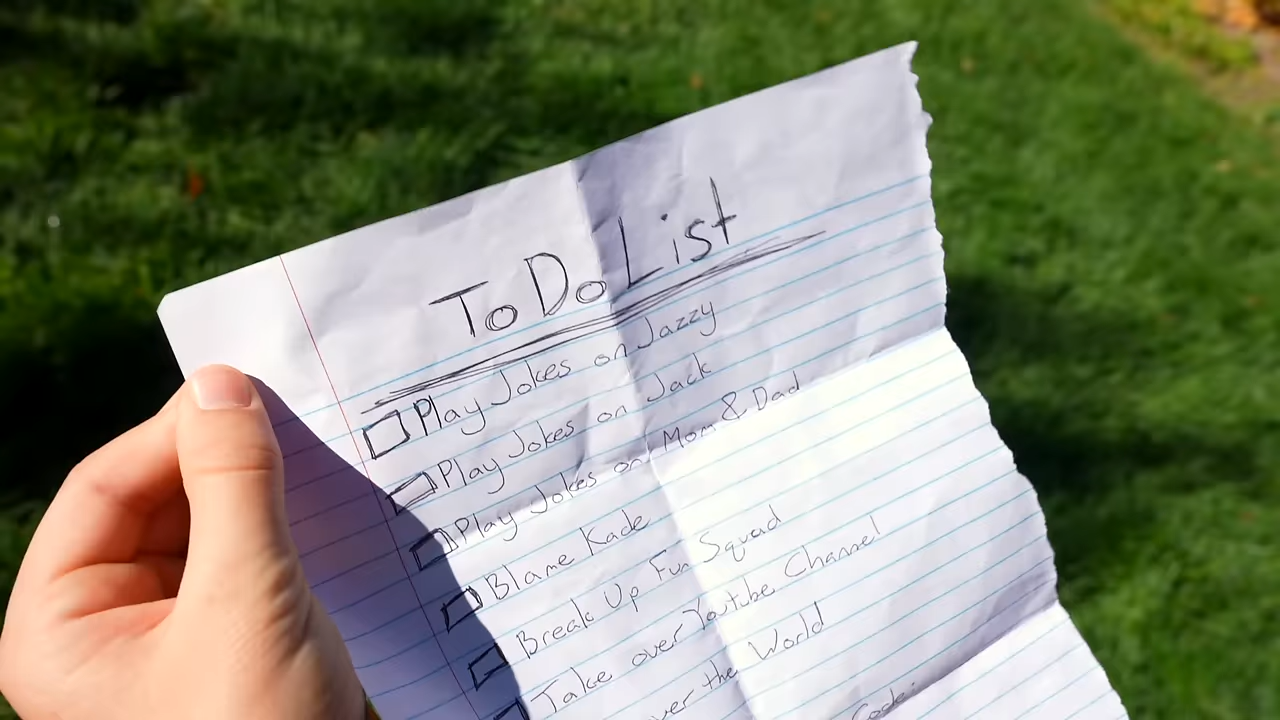 To Do List
Play Jokes on Jazzy
Play Jokes on Jack
Play Jokes on Mom & Dad
Blame Kade
Break Up Fun Squad
Take over Youtube Channel
the World
Code: